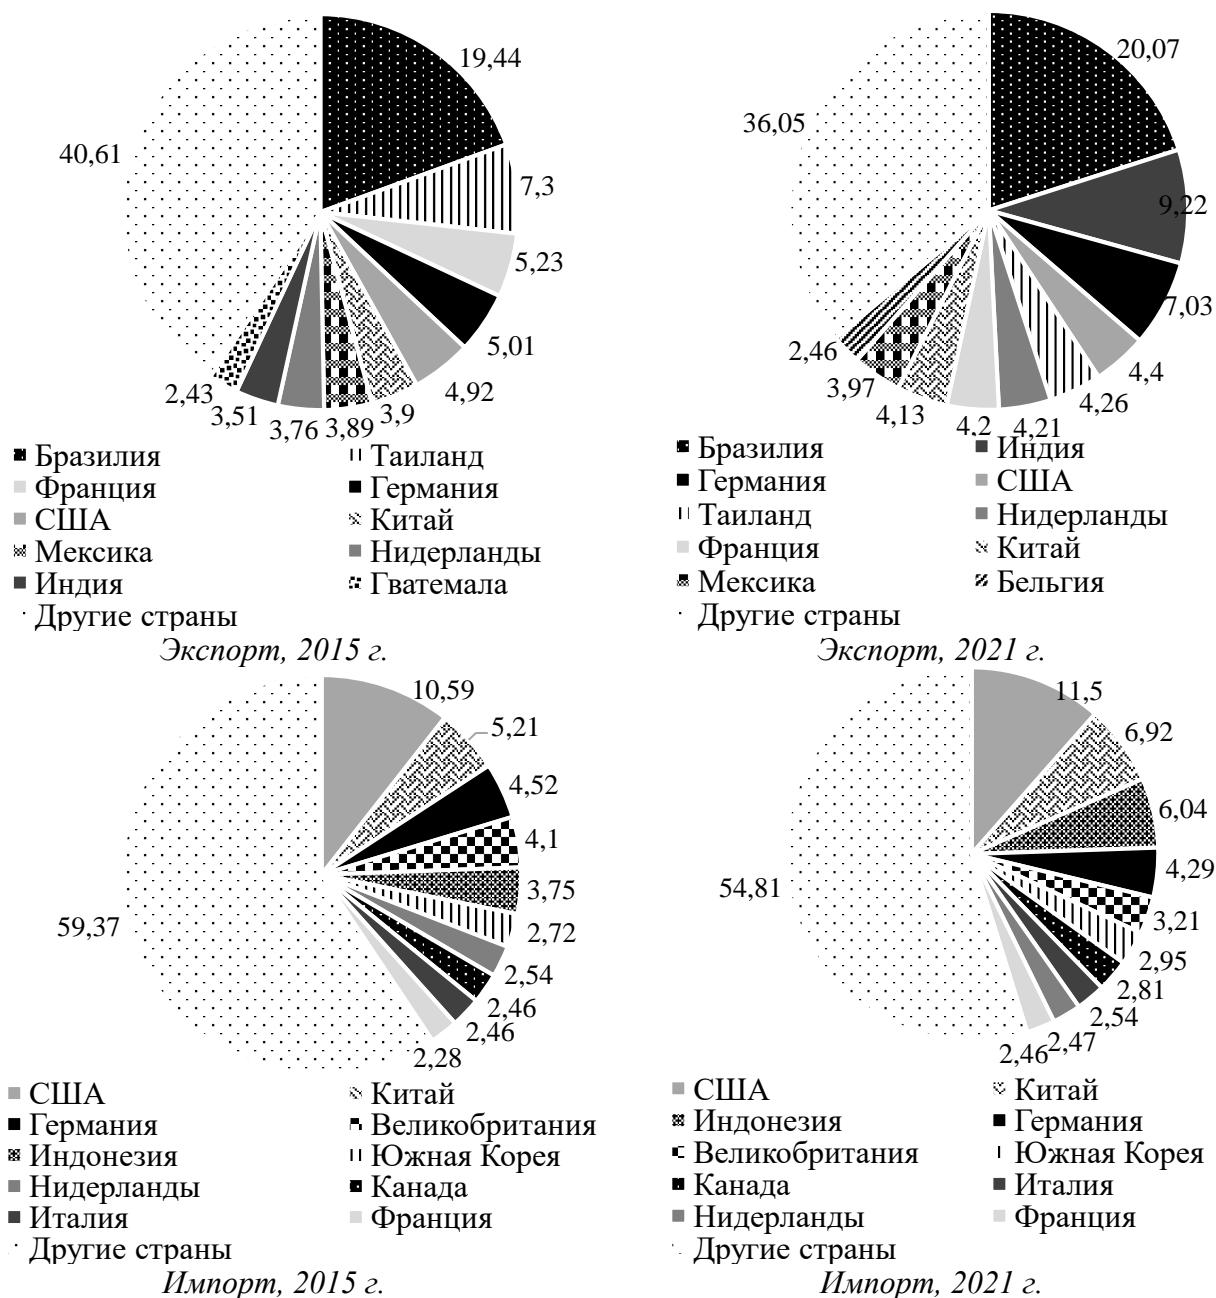 19,44
7,3
5,23
5,01
4,92
3,9
3,89
3,76
3,51
2,43
40,61
Бразилия Таиланд
Франция Германия
США Китай
Мексика Нидерланды
Индия Гватемала
Другие страны
Экспорт, 2015 г.
20,07
9,22
7,03
4,4
4,26
4,21
4,2
4,13
3,97
2,46
36,05
Бразилия Индия
Германия США
Таиланд Нидерланды
Франция Китай
Мексика Бельгия
Другие страны
Экспорт, 2021 г.
10,59
5,21
4,52
4,1
3,75
2,72
2,54
2,46
2,46
2,28
59,37
США Китай
Германия Великобритания
Индонезия Южная Корея
Нидерланды Канада
Италия Франция
Другие страны
Импорт, 2015 г.
11,5
6,92
6,04
4,29
3,21
2,95
2,81
2,54
2,47
2,46
54,81
США Китай
Индонезия Германия
Великобритания Южная Корея
Канада Италия
Нидерланды Франция
Другие страны
Импорт, 2021 г.